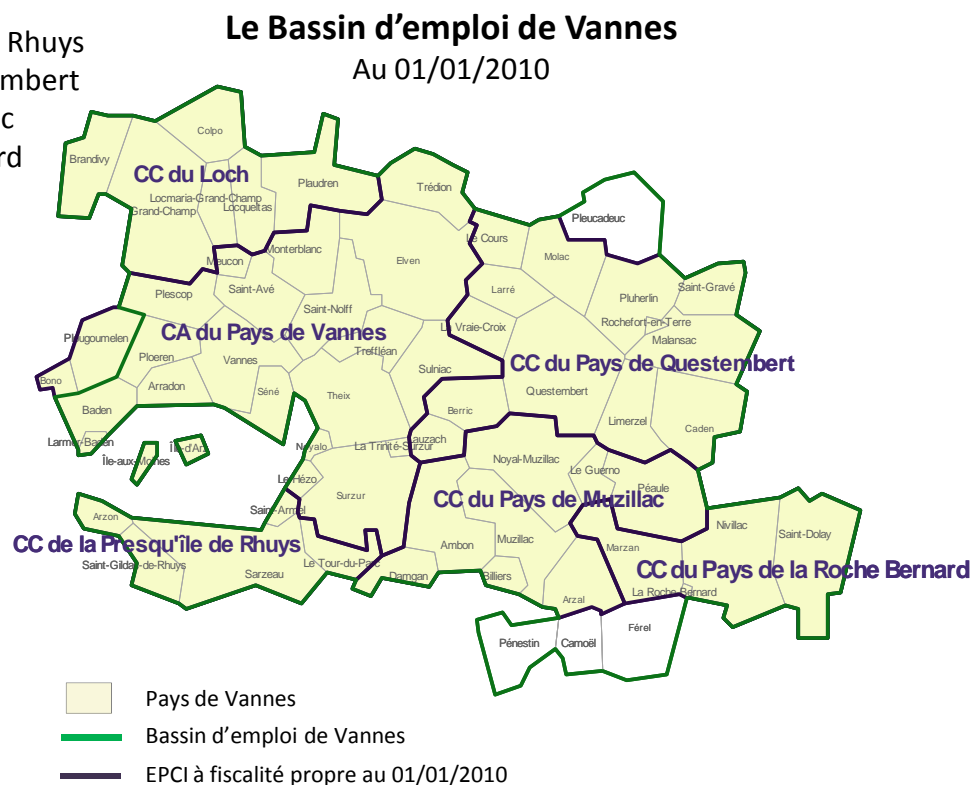 Le Bassin d'emploi de Vannes
Au 01/01/2010
Rhuys
mbert
c
rd
Colpo
Brandivy
CC du Loch
Plaudren
Trédion
Locmaria-Grand-Champ
Grand-Champ
Locqueltas
Pleucadeuc
Le Cours
Meucon
Monterblanc
Elven
Molac
Plescop
Saint-Avé
Larré
Saint-Gravé
Pluherlin
Saint-Nolff
Rochefort-en-Terre
La Vraie-Croix
CA du Pays de Vannes
Plougoumelen
Malansac
Ploeren
Vannes
Treffléan
Sulniac
CC du Pays de Questembert
Bono
Arradon
Séné
Theix
Questembert
Baden
Berric
Limerzel
Caden
Larmor-Baden
Île-d'Arz
Noyalo
La Trinité-Surzur
Lauzach
Île-aux-Moines
Noyal-Muzillac
Le Guerno
Le Hézo
Péaule
Surzur
CC du Pays de Muzillac
Arzon
Saint-Armel
Nivillac
Saint-Dolay
CC de la Presqu'île de Rhuys
Ambon
Muzillac
Marzan
Saint-Gildas-de-Rhuys
Le Tour-du-Parc
Sarzeau
Damgan
Billiers
CC du Pays de la Roche Bernard
La Roche-Bernard
Arzal
Férel
Pénestin
Camoël
Pays de Vannes
Bassin d'emploi de Vannes
EPCI à fiscalité propre au 01/01/2010